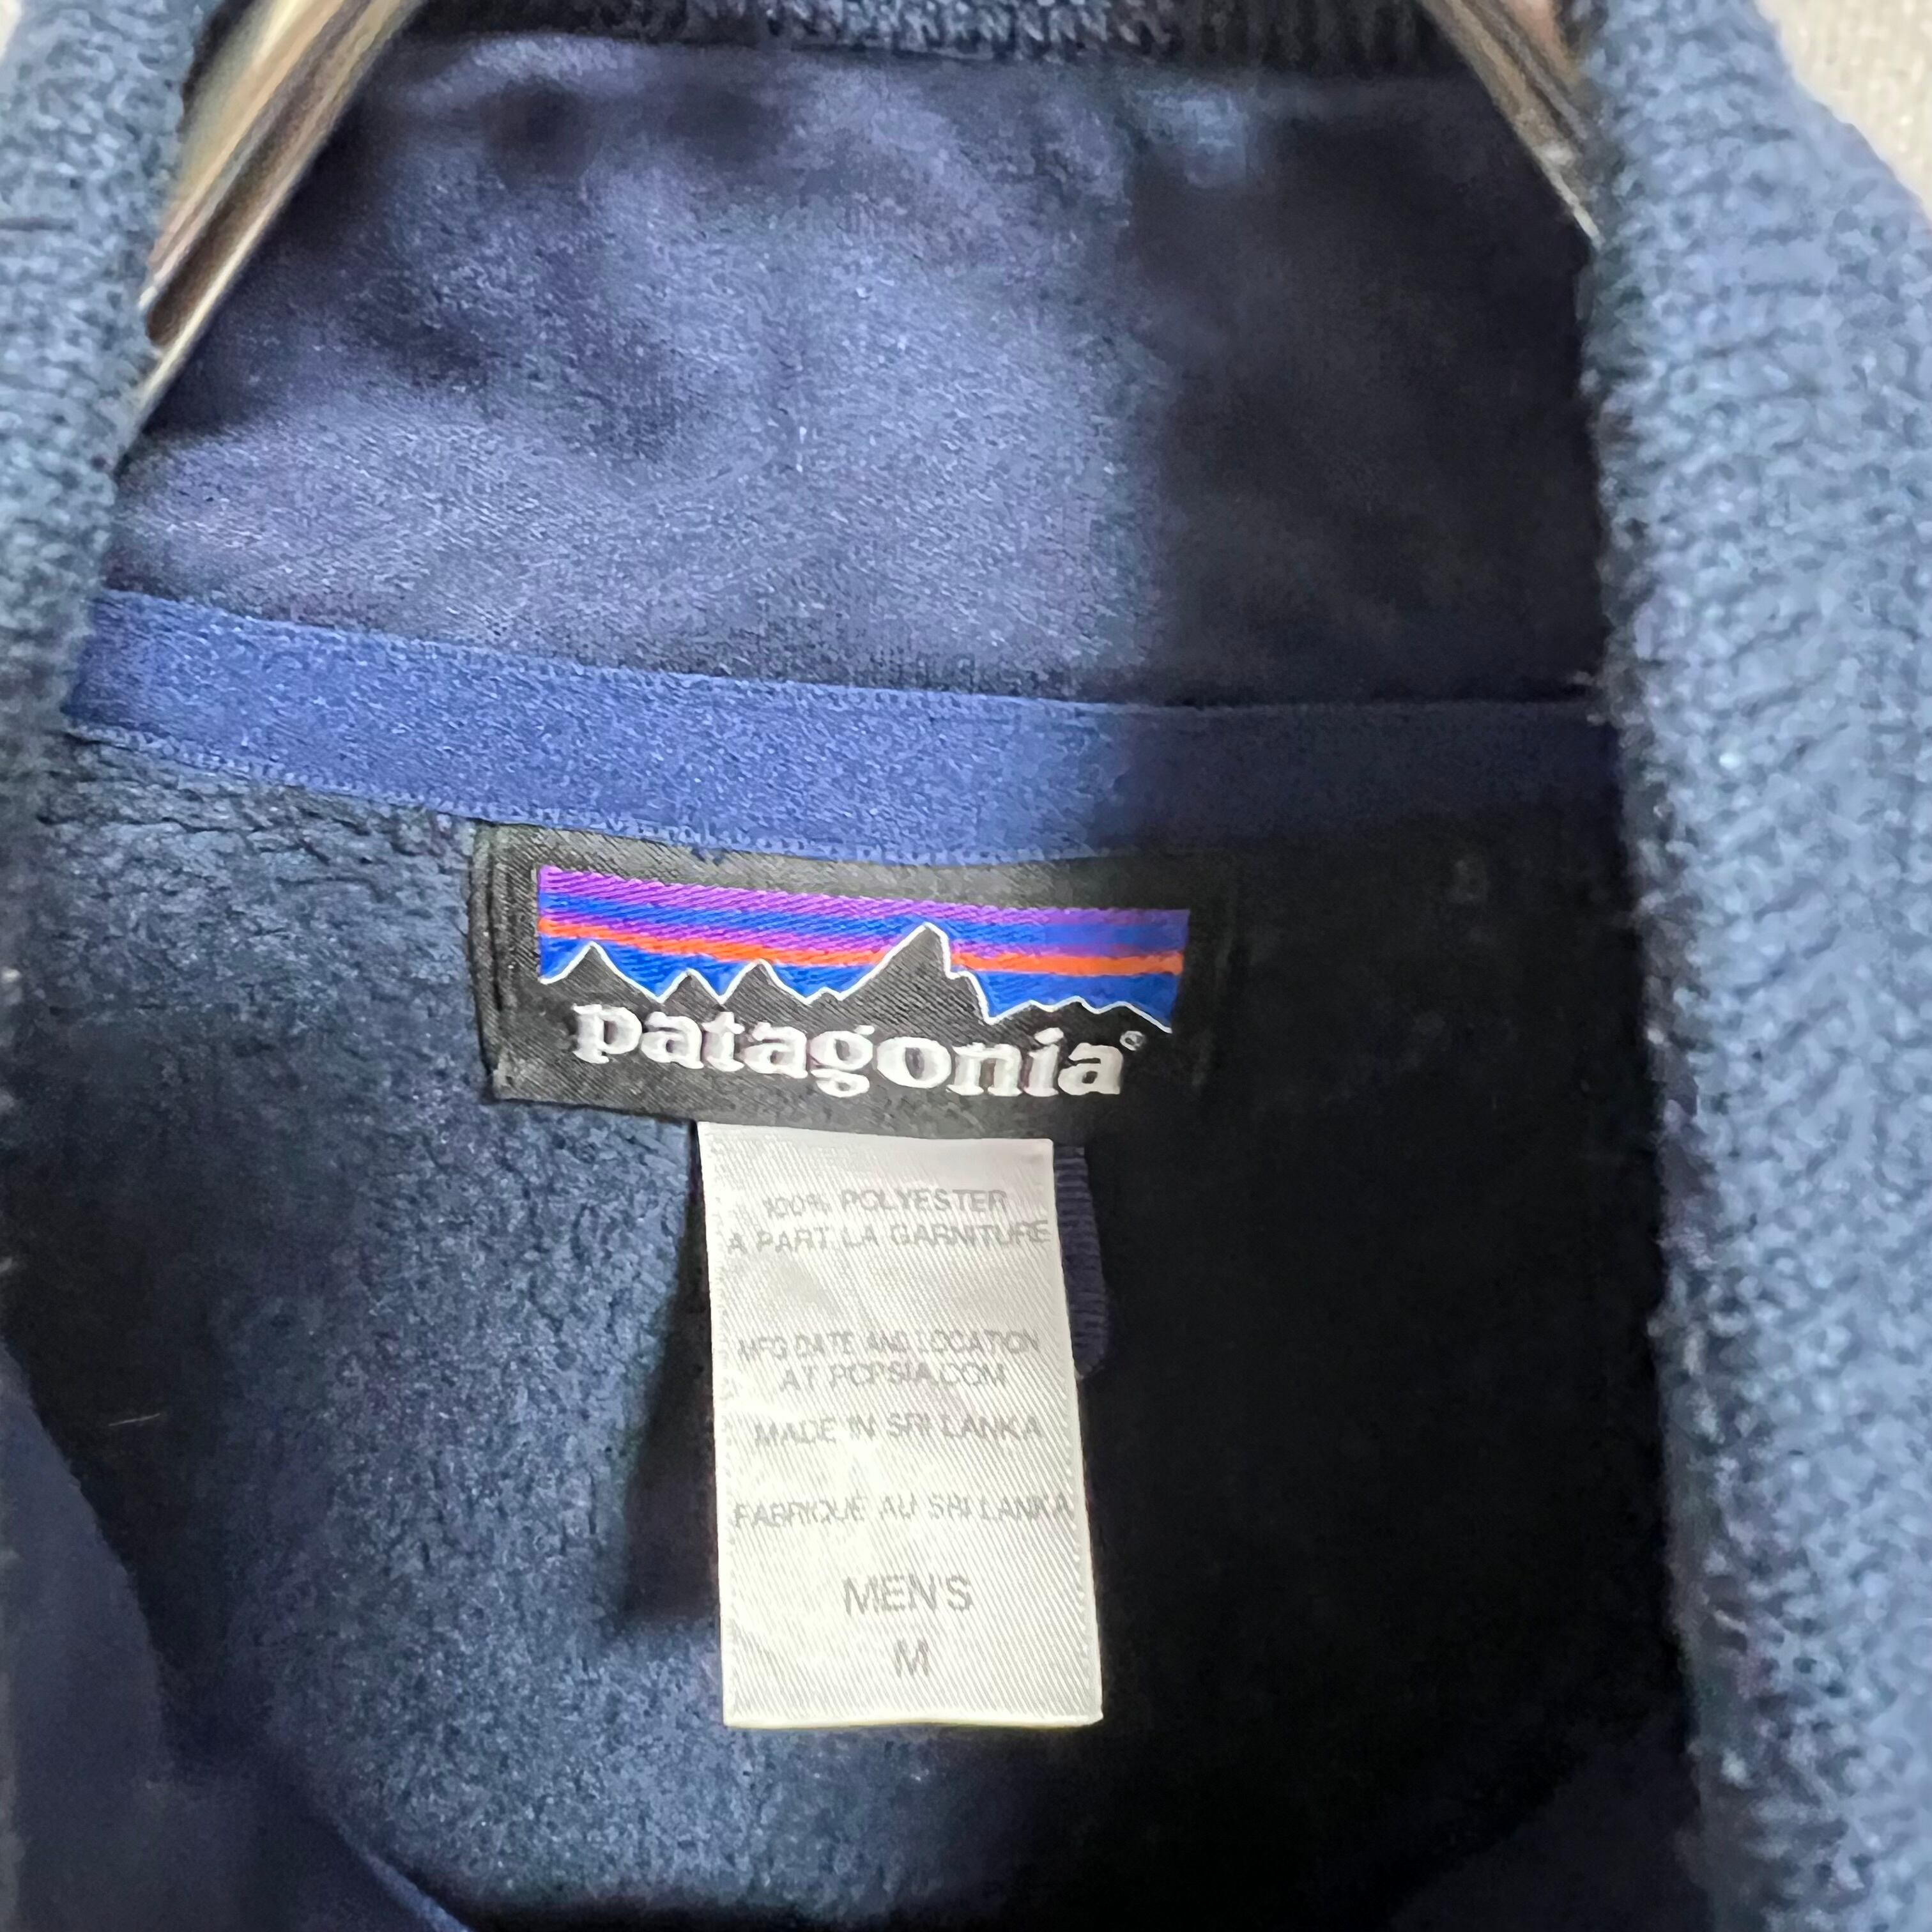 patagonia®
100% POLYESTER
A PART LA GARNITURE
MFG DATE AND LOCATION
AT POPSIA.COM
MADE IN SRI LANKA
FABRIQUE AU SRI LANKA
MEN'S
M